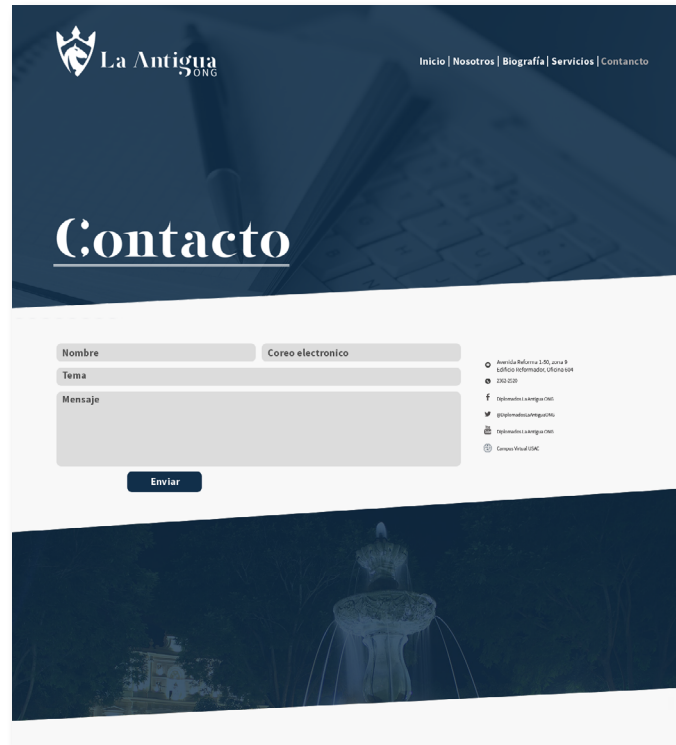 La Antigua
ONG
Inicio | Nosotros | Biografía | Servicios | Contancto
Contacto
Nombre
Coreo electronico
Tema
Mensaje
Enviar
Avenida Reforma 1-50, zona 9
Edificio Reformador, Oficina 604
2362-2520
Diplomados La Antigua ONG
@DiplomadosLaAntiguaONG
Diplomados La Antigua ONG
Campus Virtual USAC